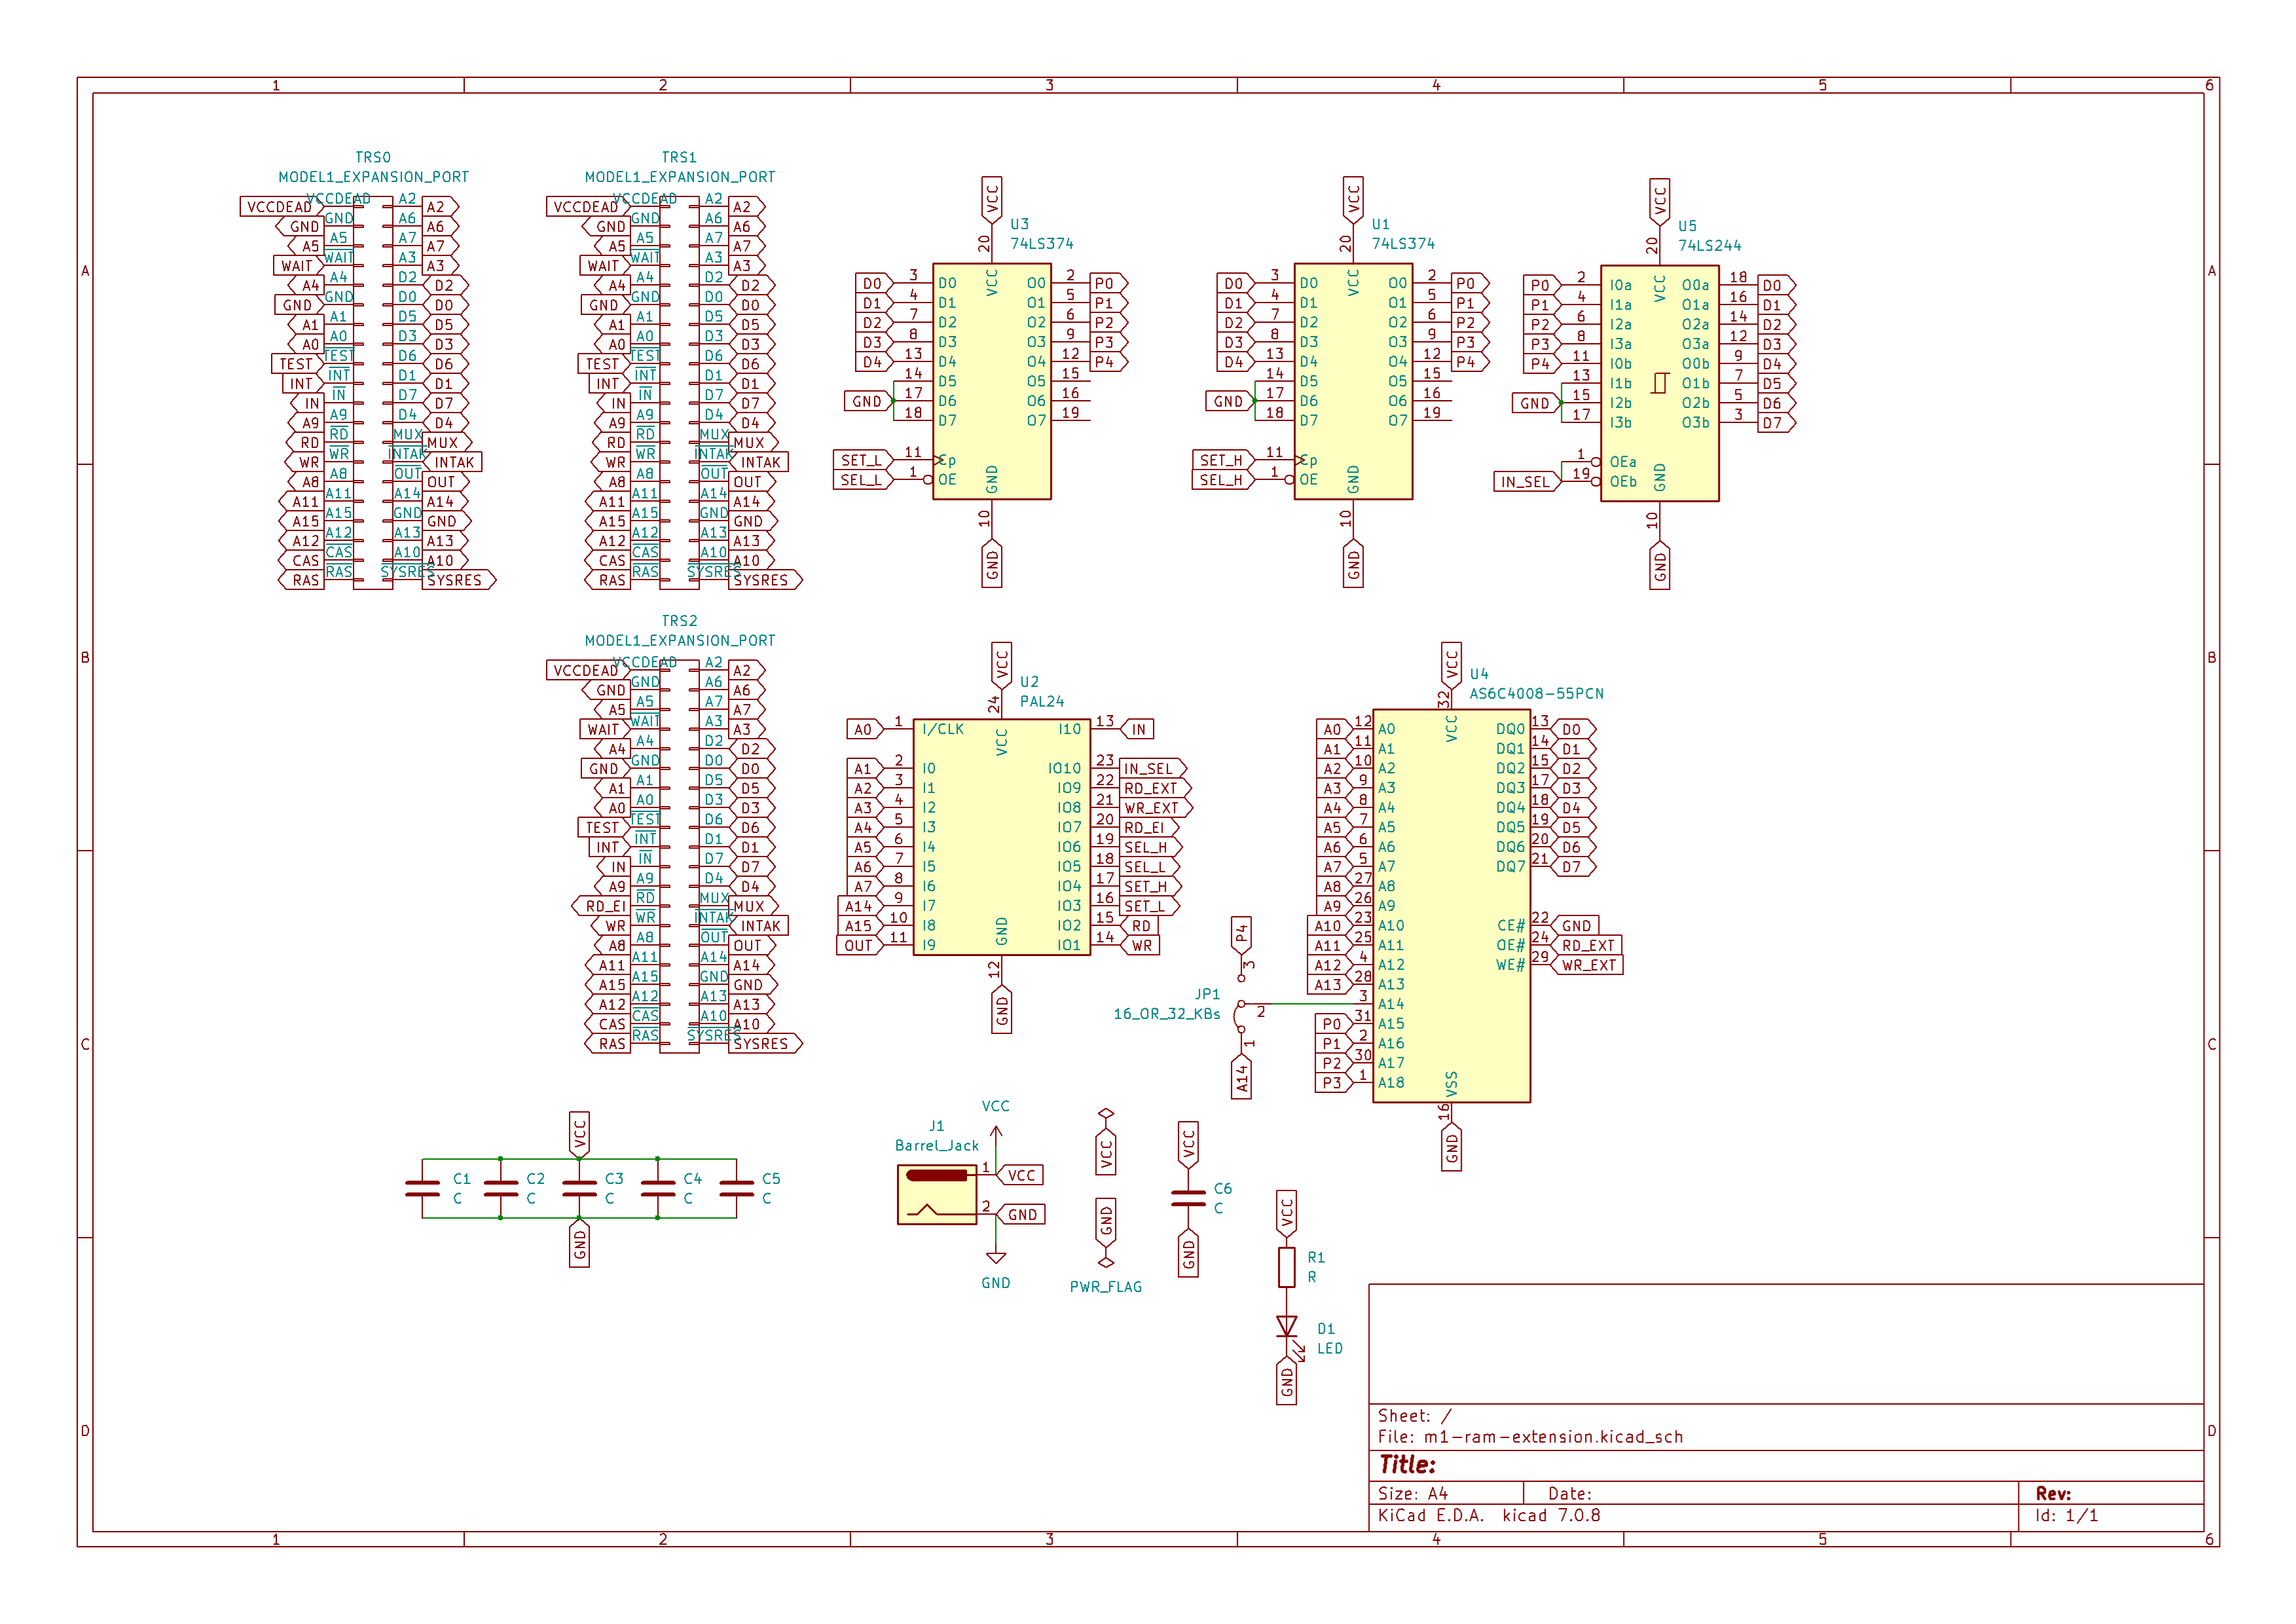 1 2 3 4 5 6
A
B
C
D
A
B
C
D
1 2 3 4 5 6
TRS0
MODEL1_EXPANSION_PORT
VCCDEAD VCCDEAD A2 A2
GND GND A6 A6
A5 A5 A7 A7
WAIT WAIT A3 A3
A4 A4 D2 D2
GND GND D0 D0
A1 A1 D5 D5
A0 A0 D3 D3
TEST TEST D6 D6
INT INT D1 D1
IN IN D7 D7
A9 A9 D4 D4
RD RD MUX MUX
WR WR INTAK INTAK
A8 A8 OUT OUT
A11 A11 A14 A14
A15 A15 GND GND
A12 A12 A13 A13
CAS CAS A10 A10
RAS RAS SYSRES SYSRES
TRS1
MODEL1_EXPANSION_PORT
VCCDEAD VCCDEAD A2 A2
GND GND A6 A6
A5 A5 A7 A7
WAIT WAIT A3 A3
A4 A4 D2 D2
GND GND D0 D0
A1 A1 D5 D5
A0 A0 D3 D3
TEST TEST D6 D6
INT INT D1 D1
IN IN D7 D7
A9 A9 D4 D4
RD RD MUX MUX
WR WR INTAK INTAK
A8 A8 OUT OUT
A11 A11 A14 A14
A15 A15 GND GND
A12 A12 A13 A13
CAS CAS A10 A10
RAS RAS SYSRES SYSRES
VCC
20
U3
74LS374
VCC
D0 3 D0 O0 2 P0
D1 4 D1 O1 5 P1
D2 7 D2 O2 6 P2
D3 8 D3 O3 9 P3
D4 13 D4 O4 12 P4
14 D5 O5 15
GND 17 D6 O6 16
18 D7 O7 19
SET_L 11 Cp
SEL_L 1 OE
GND
10
GND
VCC
20
U1
74LS374
VCC
D0 3 D0 O0 2 P0
D1 4 D1 O1 5 P1
D2 7 D2 O2 6 P2
D3 8 D3 O3 9 P3
D4 13 D4 O4 12 P4
14 D5 O5 15
GND 17 D6 O6 16
18 D7 O7 19
SET_H 11 Cp
SEL_H 1 OE
GND
10
GND
VCC
20
U5
74LS244
VCC
P0 2 I0a O0a 18 D0
P1 4 I1a O1a 16 D1
P2 6 I2a O2a 14 D2
P3 8 I3a O3a 12 D3
P4 11 I0b O0b 9 D4
13 I1b O1b 7 D5
GND 15 I2b O2b 5 D6
17 I3b O3b 3 D7
1 OEa
IN_SEL 19 OEb
GND
10
GND
TRS2
MODEL1_EXPANSION_PORT
VCCDEAD VCCDEAD A2 A2
GND GND A6 A6
A5 A5 A7 A7
WAIT WAIT A3 A3
A4 A4 D2 D2
GND GND D0 D0
A1 A1 D5 D5
A0 A0 D3 D3
TEST TEST D6 D6
INT INT D1 D1
IN IN D7 D7
A9 A9 D4 D4
RD_EI RD MUX MUX
WR WR INTAK INTAK
A8 A8 OUT OUT
A11 A11 A14 A14
A15 A15 GND GND
A12 A12 A13 A13
CAS CAS A10 A10
RAS RAS SYSRES SYSRES
VCC
24
U2
PAL24
VCC
A0 1 I/CLK I10 13 IN
A1 2 I0 IO10 23 IN_SEL
A2 3 I1 IO9 22 RD_EXT
A3 4 I2 IO8 21 WR_EXT
A4 5 I3 IO7 20 RD_EI
A5 6 I4 IO6 19 SEL_H
A6 7 I5 IO5 18 SEL_L
A7 8 I6 IO4 17 SET_H
A14 9 I7 IO3 16 SET_L
A15 10 I8 IO2 15 RD
OUT 11 I9 IO1 14 WR
GND
12
GND
VCC
32
U4
AS6C4008-55PCN
VCC
A0 12 A0 DQ0 13 D0
A1 11 A1 DQ1 14 D1
A2 10 A2 DQ2 15 D2
A3 9 A3 DQ3 17 D3
A4 8 A4 DQ4 18 D4
A5 7 A5 DQ5 19 D5
A6 6 A6 DQ6 20 D6
A7 5 A7 DQ7 21 D7
A8 27 A8
A9 26 A9
A10 23 A10 CE# 22 GND
A11 25 A11 OE# 24 RD_EXT
A12 4 A12 WE# 29 WR_EXT
A13 28 A13
3 A14
P0 31 A15
P1 2 A16
P2 30 A17
P3 1 A18
VSS
16
GND
P4
3
JP1
16_OR_32_KBs
2
1
A14
VCC
C1
C
C2
C
C3
C
C4
C
C5
C
GND
VCC
J1
Barrel_Jack
1 VCC
2 GND
GND
VCC
GND
PWR_FLAG
VCC
C6
C
GND
VCC
R1
R
D1
LED
GND
Sheet: /
File: m1-ram-extension.kicad_sch
Title:
Size: A4 Date: Rev:
KiCad E.D.A. kicad 7.0.8 Id: 1/1